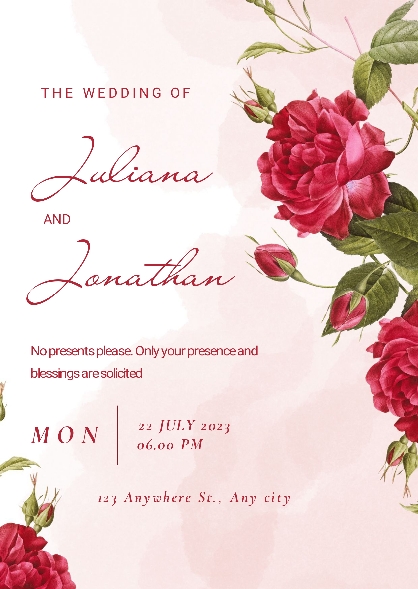 THE WEDDING OF
Juliana
AND
Jonathan
No presents please. Only your presence and
blessings are solicited
MON
22 JULY 2023
06.00 PM
123 Anywhere St., Any city